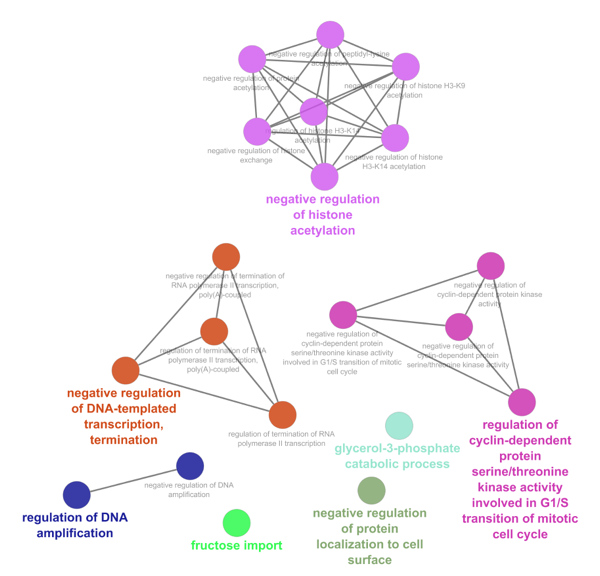 negative regulation of peptidyl-lysine
acetylation
negative regulation of protein
acetylation
negative regulation of histone H3-K9
acetylation
regulation of histone H3-K14
acetylation
negative regulation of histone
exchange
negative regulation of histone
H3-K14 acetylation
negative regulation
of histone
acetylation
negative regulation of termination of
RNA polymerase II transcription,
poly(A)-coupled
regulation of termination of RNA
polymerase II transcription,
poly(A)-coupled
negative regulation
of DNA-templated
transcription,
termination
regulation of termination of RNA
polymerase II transcription
negative regulation of
cyclin-dependent protein kinase
activity
negative regulation of
cyclin-dependent protein
serine/threonine kinase activity
involved in G1/S transition of mitotic
cell cycle
negative regulation of
cyclin-dependent protein
serine/threonine kinase activity
regulation of
cyclin-dependent
protein
serine/threonine
kinase activity
involved in G1/S
transition of mitotic
cell cycle
glycerol-3-phosphate
catabolic process
negative regulation of DNA
amplification
regulation of DNA
amplification
fructose import
negative regulation
of protein
localization to cell
surface